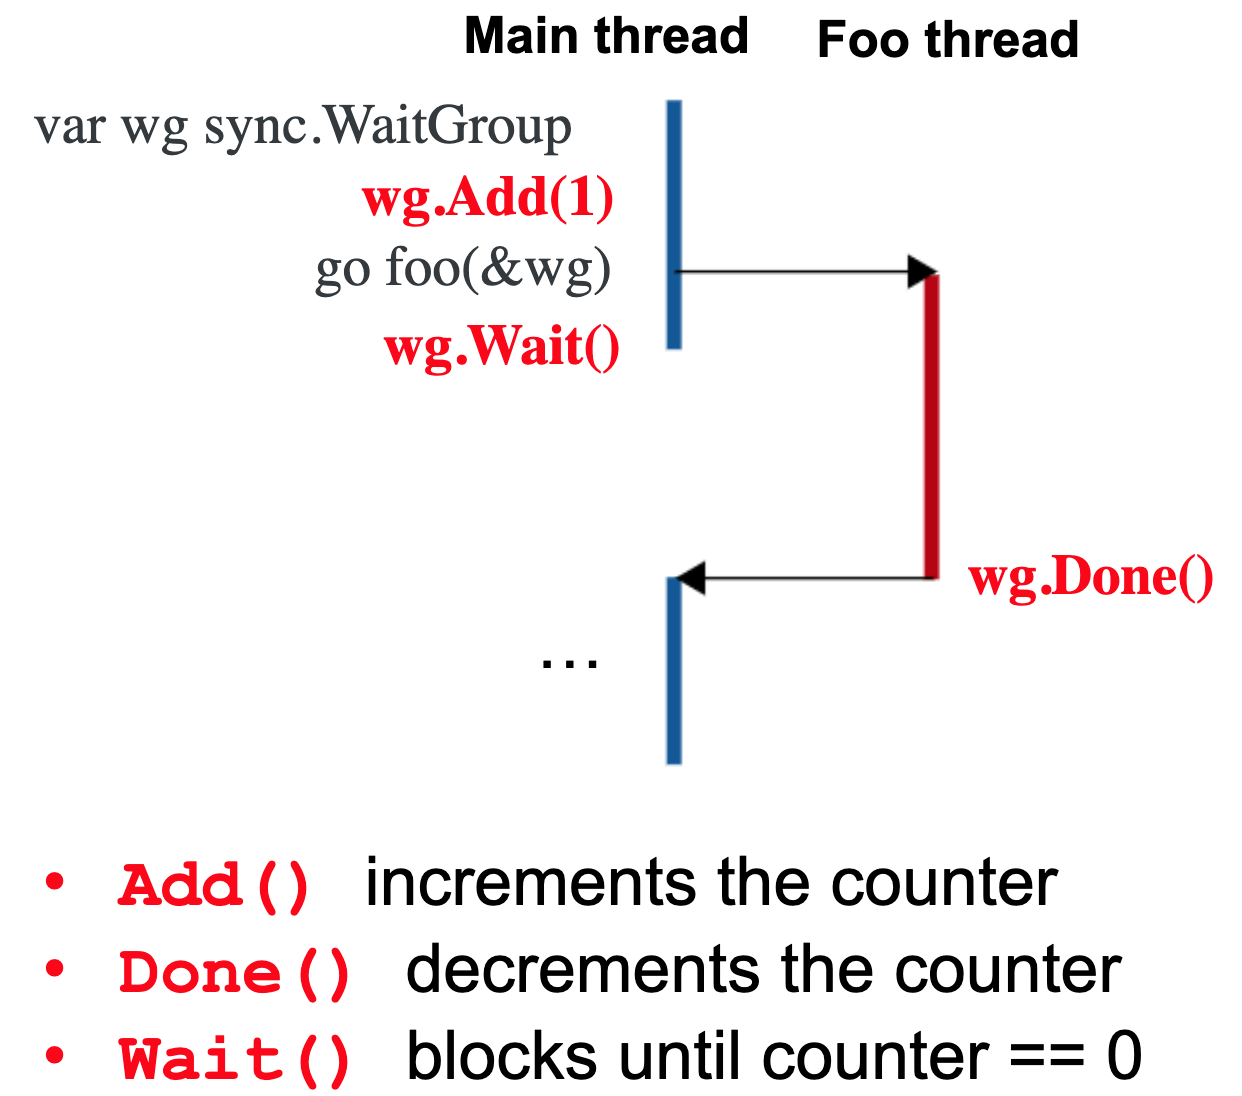 Main thread Foo thread
var wg sync.WaitGroup
wg.Add(1)
go foo(&wg)
wg.Wait()
wg.Done()
...
• Add() increments the counter
• Done() decrements the counter
• Wait() blocks until counter == 0